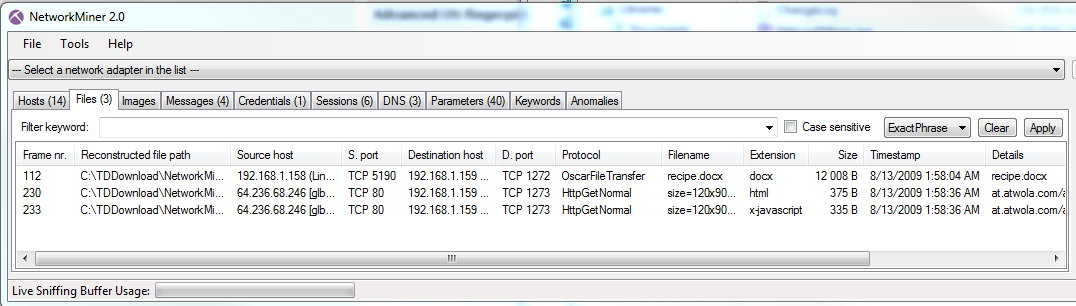 NetworkMiner 2.0
File Tools Help
--- Select a network adapter in the list ---
Hosts (14) Files (3) Images Messages (4) Credentials (1) Sessions (6) DNS (3) Parameters (40) Keywords Anomalies
Filter keyword: Case sensitive ExactPhrase Clear Apply
Frame nr. Reconstructed file path Source host S. port Destination host D. port Protocol Filename Extension Size Timestamp Details
112 C:\TDDownload\NetworkMi... 192.168.1.158 (Lin... TCP 5190 192.168.1.159 ... TCP 1272 OscarFileTransfer recipe.docx docx 12 008 B 8/13/2009 1:58:04 AM recipe.docx
230 C:\TDDownload\NetworkMi... 64.236.68.246 [glb... TCP 80 192.168.1.159 ... TCP 1273 HttpGetNormal size=120x90... html 375 B 8/13/2009 1:58:36 AM at.atwola.com/a
233 C:\TDDownload\NetworkMi... 64.236.68.246 [glb... TCP 80 192.168.1.159 ... TCP 1273 HttpGetNormal size=120x90... x-javascript 335 B 8/13/2009 1:58:36 AM at.atwola.com/a
Live Sniffing Buffer Usage: